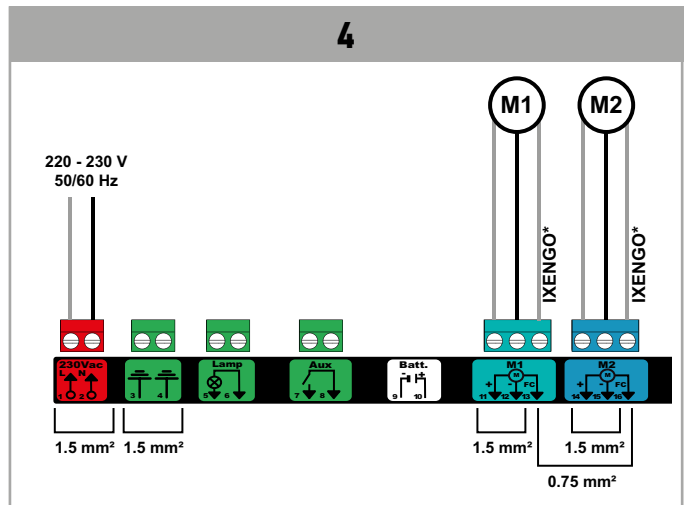 4
M1 M2
220 - 230 V
50/60 Hz
IXENGO* IXENGO*
230Vac Lamp Aux Batt. M1 M2
L N - + M M
+ - FC + - FC
1 2 3 4 5 6 7 8 9 10 11 12 13 14 15 16
1.5 mm² 1.5 mm² 1.5 mm² 1.5 mm²
0.75 mm²